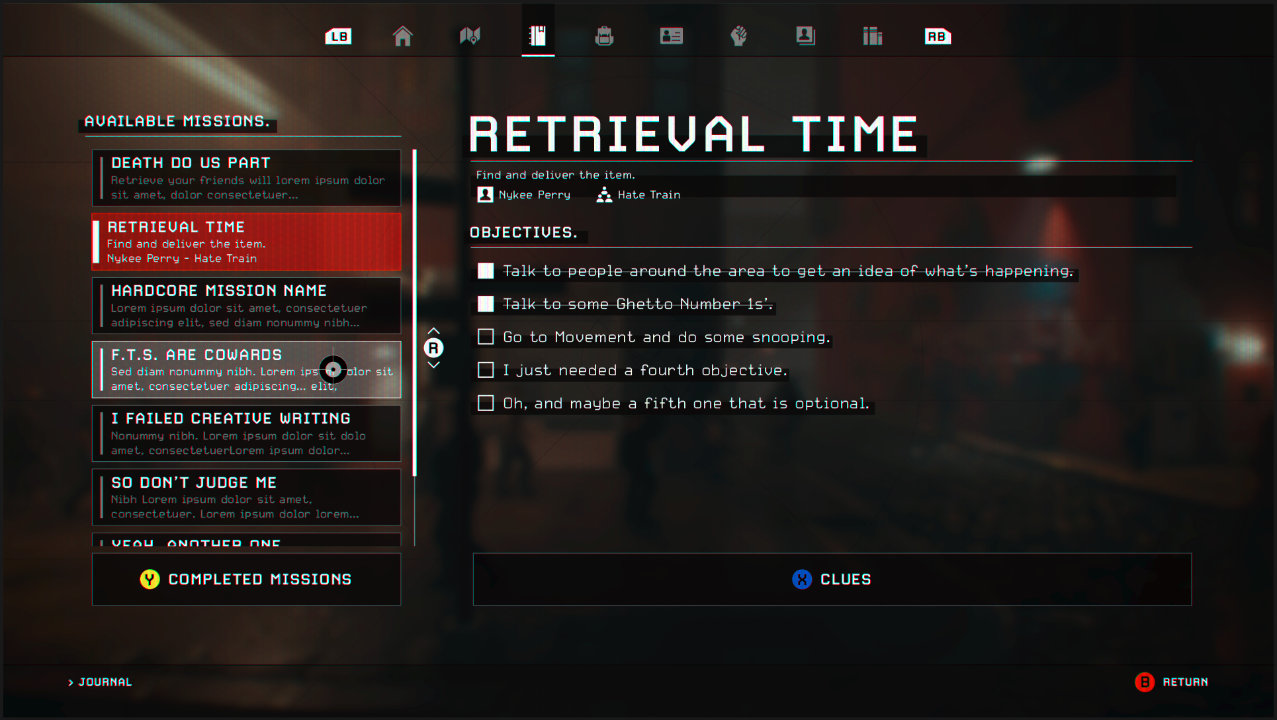 LB
RB
AVAILABLE MISSIONS.
DEATH DO US PART
Retrieve your friends will lorem ipsum dolor
sit amet, dolor consectetuer...
RETRIEVAL TIME
Find and deliver the item.
Nykee Perry - Hate Train
HARDCORE MISSION NAME
Lorem ipsum dolor sit amet, consectetuer
adipiscing elit, sed diam nonummy nibh...
F.T.S. ARE COWARDS
Sed diam nonummy nibh. Lorem ips olor sit
amet, consectetuer adipiscing... elit,
I FAILED CREATIVE WRITING
Nonummy nibh. Lorem ipsum dolor sit dolo
amet, consectetuerLorem ipsum dolor...
SO DON'T JUDGE ME
Nibh Lorem ipsum dolor sit amet,
consectetuer. Lorem ipsum dolor lorem...
YEAH, ANOTHER ONE
Y COMPLETED MISSIONS
R
RETRIEVAL TIME
Find and deliver the item.
Nykee Perry Hate Train
OBJECTIVES.
Talk to people around the area to get an idea of what's happening.
Talk to some Ghetto Number 1s'.
Go to Movement and do some snooping.
I just needed a fourth objective.
Oh, and maybe a fifth one that is optional.
X CLUES
> JOURNAL
B RETURN